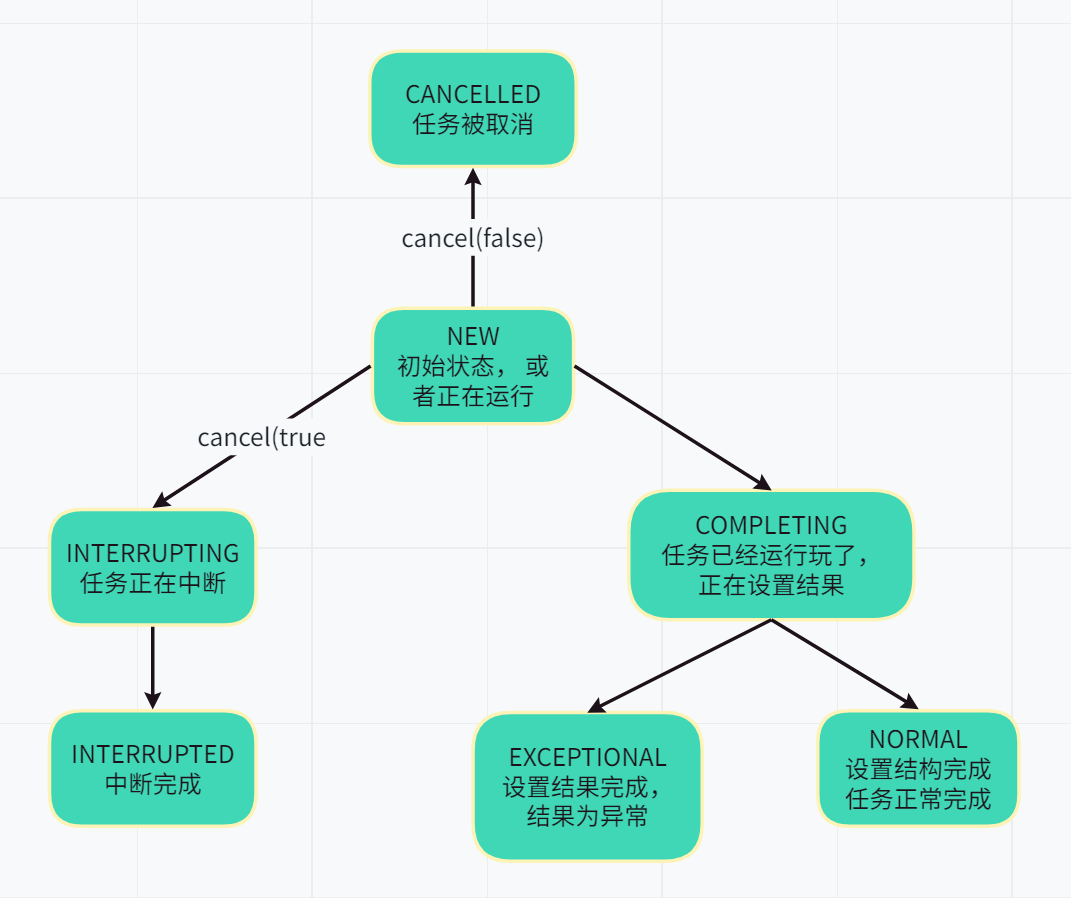 CANCELLED
任务被取消
cancel(false)
NEW
初始状态， 或
者正在运行
cancel(true
INTERRUPTING
任务正在中断
COMPLETING
任务已经运行玩了，
正在设置结果
INTERRUPTED
中断完成
EXCEPTIONAL
设置结果完成，
结果为异常
NORMAL
设置结构完成
任务正常完成